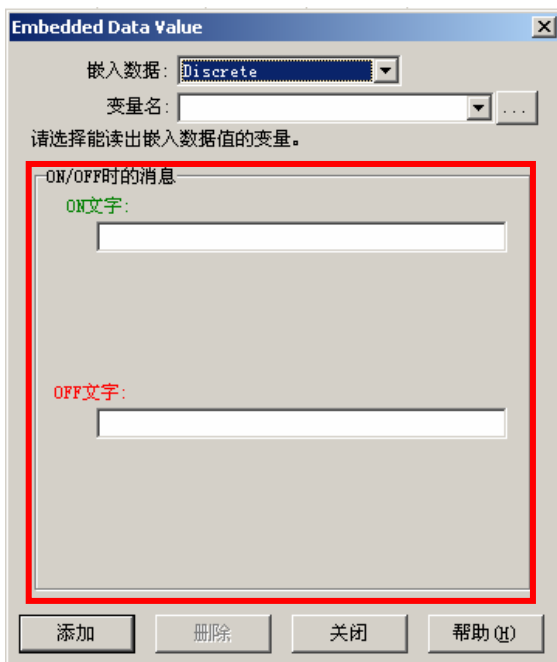 Embedded Data Value
嵌入数据: Discrete
变量名: ...
请选择能读出嵌入数据值的变量。
ON/OFF时的消息
ON文字:
OFF文字:
添加 删除 关闭 帮助(H)